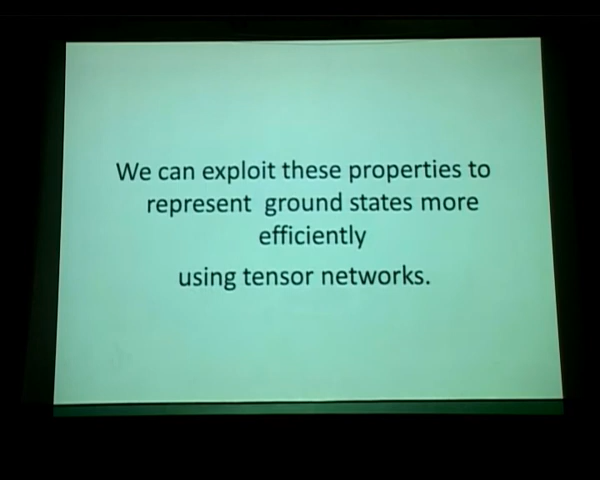 We can exploit these properties to
represent  ground states more
efficiently
using tensor networks.